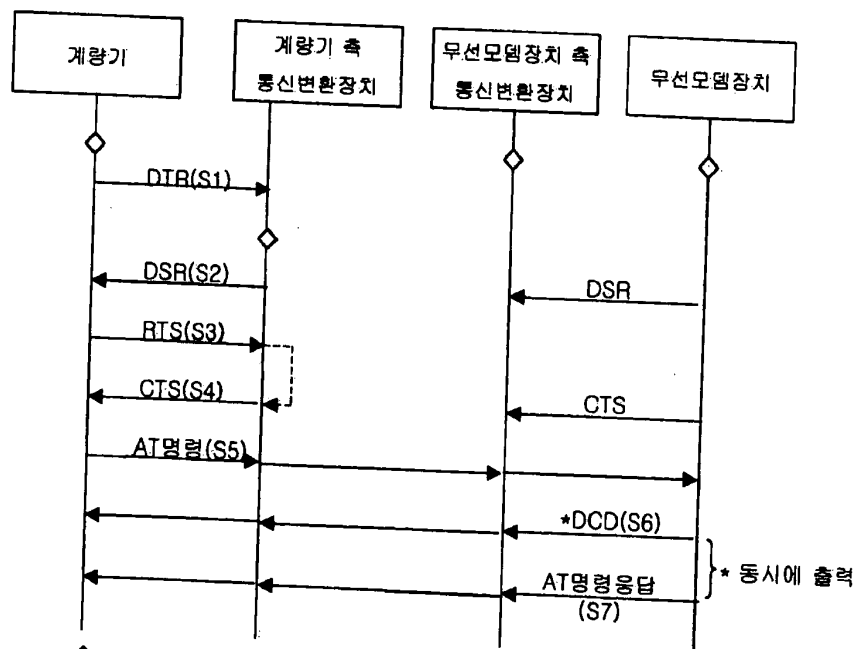 계량기
계량기 측
통신변환장치
무선모뎀장치 측
통신변환장치
무선모뎀장치
DTR(S1)
DSR(S2)
DSR
RTS(S3)
CTS(S4)
CTS
AT명령(S5)
*DCD(S6)
* 동시에 출력
AT명령응답
(S7)